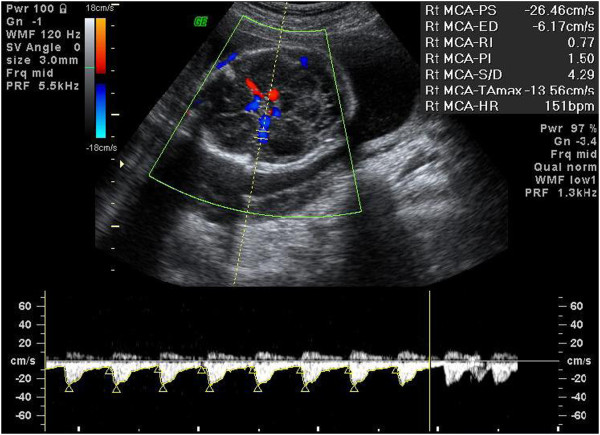 Pwr 100
Gn -1
WMF 120 Hz
SV Angle 0
size 3.0mm
Frq mid
PRF 5.5kHz
18cm/s
-18cm/s
GE
Rt MCA-PS -26.46cm/s
Rt MCA-ED -6.17cm/s
Rt MCA-RI 0.77
Rt MCA-PI 1.50
Rt MCA-S/D 4.29
Rt MCA-TAmax -13.56cm/s
Rt MCA-HR 151bpm
Pwr 97 %
Gn -3.4
Frq mid
Qual norm
WMF low1
PRF 1.3kHz
60
40
20
cm/s
-20
-40
-60
60
40
20
cm/s
-20
-40
-60